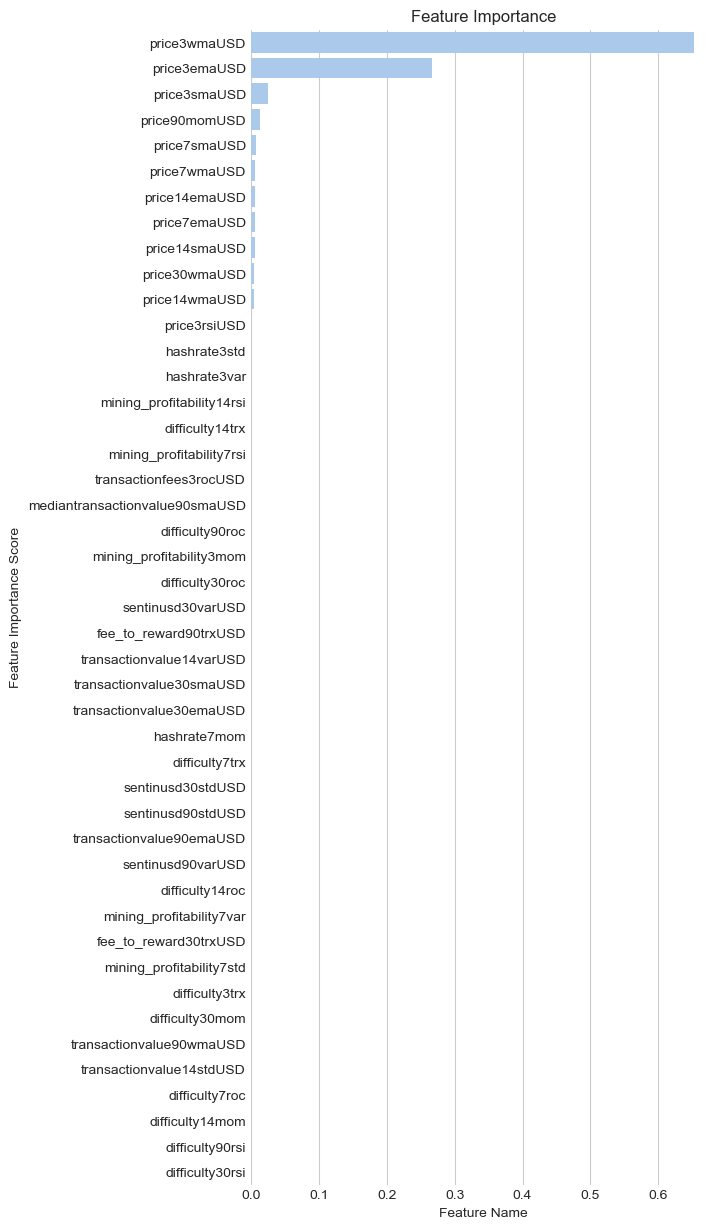 Feature Importance
price3wmaUSD
price3emaUSD
price3smaUSD
price90momUSD
price7smaUSD
price7wmaUSD
price14emaUSD
price7emaUSD
price14smaUSD
price30wmaUSD
price14wmaUSD
price3rsiUSD
hashrate3std
hashrate3var
mining_profitability14rsi
difficulty14trx
mining_profitability7rsi
transactionfees3rocUSD
mediantransactionvalue90smaUSD
difficulty90roc
mining_profitability3mom
difficulty30roc
sentinusd30varUSD
fee_to_reward90trxUSD
transactionvalue14varUSD
transactionvalue30smaUSD
transactionvalue30emaUSD
hashrate7mom
difficulty7trx
sentinusd30stdUSD
sentinusd90stdUSD
transactionvalue90emaUSD
sentinusd90varUSD
difficulty14roc
mining_profitability7var
fee_to_reward30trxUSD
mining_profitability7std
difficulty3trx
difficulty30mom
transactionvalue90wmaUSD
transactionvalue14stdUSD
difficulty7roc
difficulty14mom
difficulty90rsi
difficulty30rsi
Feature Importance Score
0.0 0.1 0.2 0.3 0.4 0.5 0.6
Feature Name